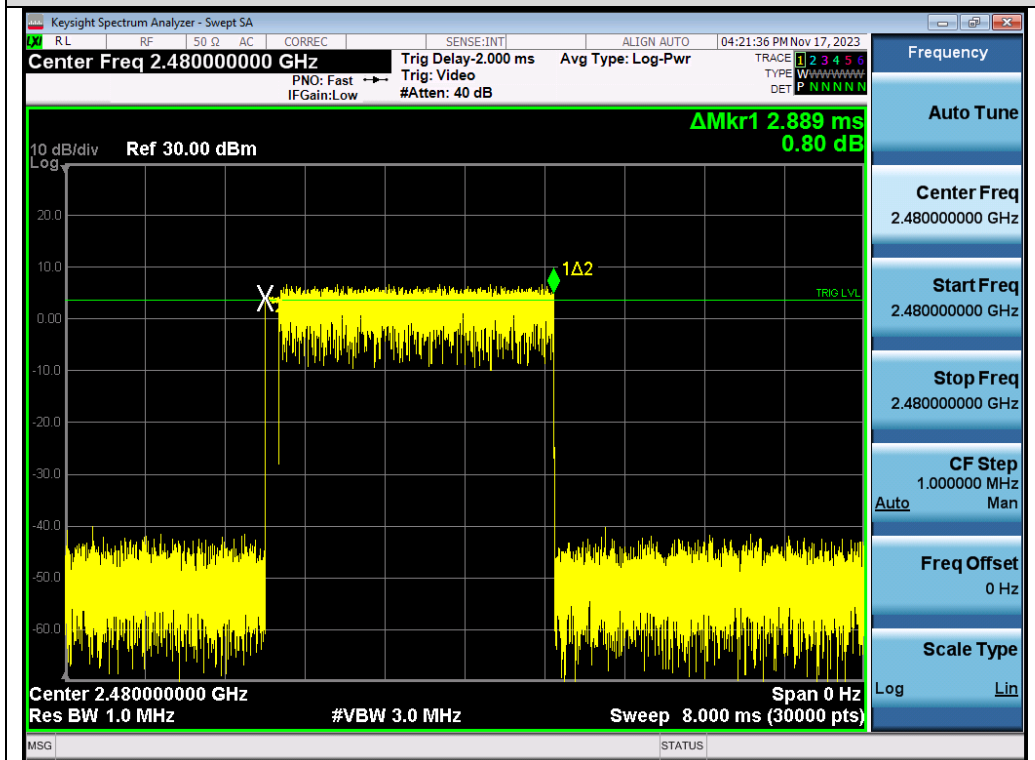 Keysight Spectrum Analyzer - Swept SA
LXI RL RF 50 Ω AC CORREC SENSE:INT ALIGN AUTO 04:21:36 PM Nov 17, 2023
Center Freq 2.480000000 GHz
PNO: Fast
IFGain:Low
Trig Delay-2.000 ms
Trig: Video
#Atten: 40 dB
Avg Type: Log-Pwr
TRACE 1 2 3 4 5 6
TYPE WWWWWW
DET P N N N N N
ΔMkr1 2.889 ms
0.80 dB
10 dB/div Ref 30.00 dBm
Log
20.0
10.0
0.00
-10.0
-20.0
-30.0
-40.0
-50.0
-60.0
1Δ2
TRIG LVL
X
Center 2.480000000 GHz Span 0 Hz
Res BW 1.0 MHz #VBW 3.0 MHz Sweep 8.000 ms (30000 pts)
MSG STATUS
Frequency
Auto Tune
Center Freq
2.480000000 GHz
Start Freq
2.480000000 GHz
Stop Freq
2.480000000 GHz
CF Step
1.000000 MHz
Auto Man
Freq Offset
0 Hz
Scale Type
Log Lin